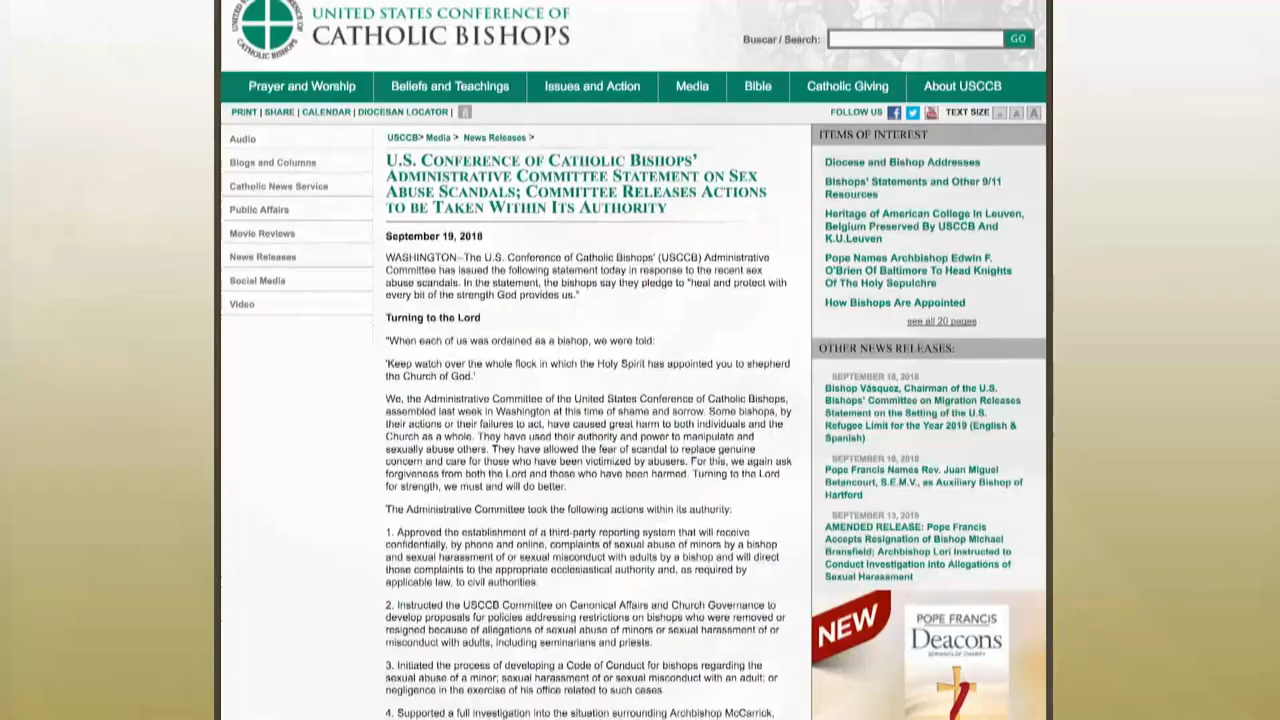 UNITED STATES CONFERENCE OF
CATHOLIC BISHOPS
CATHOLIC BISHOPS
Buscar / Search:
GO
Prayer and Worship
Beliefs and Teachings
Issues and Action
Media
Bible
Catholic Giving
About USCCB
PRINT | SHARE | CALENDAR | DIOCESAN LOCATOR |
FOLLOW US
TEXT SIZE A A A
Audio
Blogs and Columns
Catholic News Service
Public Affairs
Movie Reviews
News Releases
Social Media
Video
USCCB> Media > News Releases >
U.S. CONFERENCE OF CATHOLIC BISHOPS'
ADMINISTRATIVE COMMITTEE STATEMENT ON SEX
ABUSE SCANDALS; COMMITTEE RELEASES ACTIONS
TO BE TAKEN WITHIN ITS AUTHORITY
September 19, 2018
WASHINGTON--The U.S. Conference of Catholic Bishops' (USCCB) Administrative
Committee has issued the following statement today in response to the recent sex
abuse scandals. In the statement, the bishops say they pledge to "heal and protect with
every bit of the strength God provides us."
Turning to the Lord
"When each of us was ordained as a bishop, we were told:
'Keep watch over the whole flock in which the Holy Spirit has appointed you to shepherd
the Church of God.'
We, the Administrative Committee of the United States Conference of Catholic Bishops,
assembled last week in Washington at this time of shame and sorrow. Some bishops, by
their actions or their failures to act, have caused great harm to both individuals and the
Church as a whole. They have used their authority and power to manipulate and
sexually abuse others. They have allowed the fear of scandal to replace genuine
concern and care for those who have been victimized by abusers. For this, we again ask
forgiveness from both the Lord and those who have been harmed. Turning to the Lord
for strength, we must and will do better.
The Administrative Committee took the following actions within its authority:
1. Approved the establishment of a third-party reporting system that will receive
confidentially, by phone and online, complaints of sexual abuse of minors by a bishop
and sexual harassment of or sexual misconduct with adults by a bishop and will direct
those complaints to the appropriate ecclesiastical authority and, as required by
applicable law, to civil authorities.
2. Instructed the USCCB Committee on Canonical Affairs and Church Governance to
develop proposals for policies addressing restrictions on bishops who were removed or
resigned because of allegations of sexual abuse of minors or sexual harassment of or
misconduct with adults, including seminarians and priests.
3. Initiated the process of developing a Code of Conduct for bishops regarding the
sexual abuse of a minor; sexual harassment of or sexual misconduct with an adult; or
negligence in the exercise of his office related to such cases.
4. Supported a full investigation into the situation surrounding Archbishop McCarrick,
ITEMS OF INTEREST
Diocese and Bishop Addresses
Bishops' Statements and Other 9/11
Resources
Heritage of American College In Leuven,
Belgium Preserved By USCCB And
K.U.Leuven
Pope Names Archbishop Edwin F.
O'Brien Of Baltimore To Head Knights
Of The Holy Sepulchre
How Bishops Are Appointed
see all 20 pages
OTHER NEWS RELEASES:
SEPTEMBER 18, 2018
Bishop Vásquez, Chairman of the U.S.
Bishops' Committee on Migration Releases
Statement on the Setting of the U.S.
Refugee Limit for the Year 2019 (English &
Spanish)
SEPTEMBER 18, 2018
Pope Francis Names Rev. Juan Miguel
Betancourt, S.E.M.V., as Auxiliary Bishop of
Hartford
SEPTEMBER 13, 2018
AMENDED RELEASE: Pope Francis
Accepts Resignation of Bishop Michael
Bransfield; Archbishop Lori Instructed to
Conduct Investigation Into Allegations of
Sexual Harassment
NEW
POPE FRANCIS
Deacons